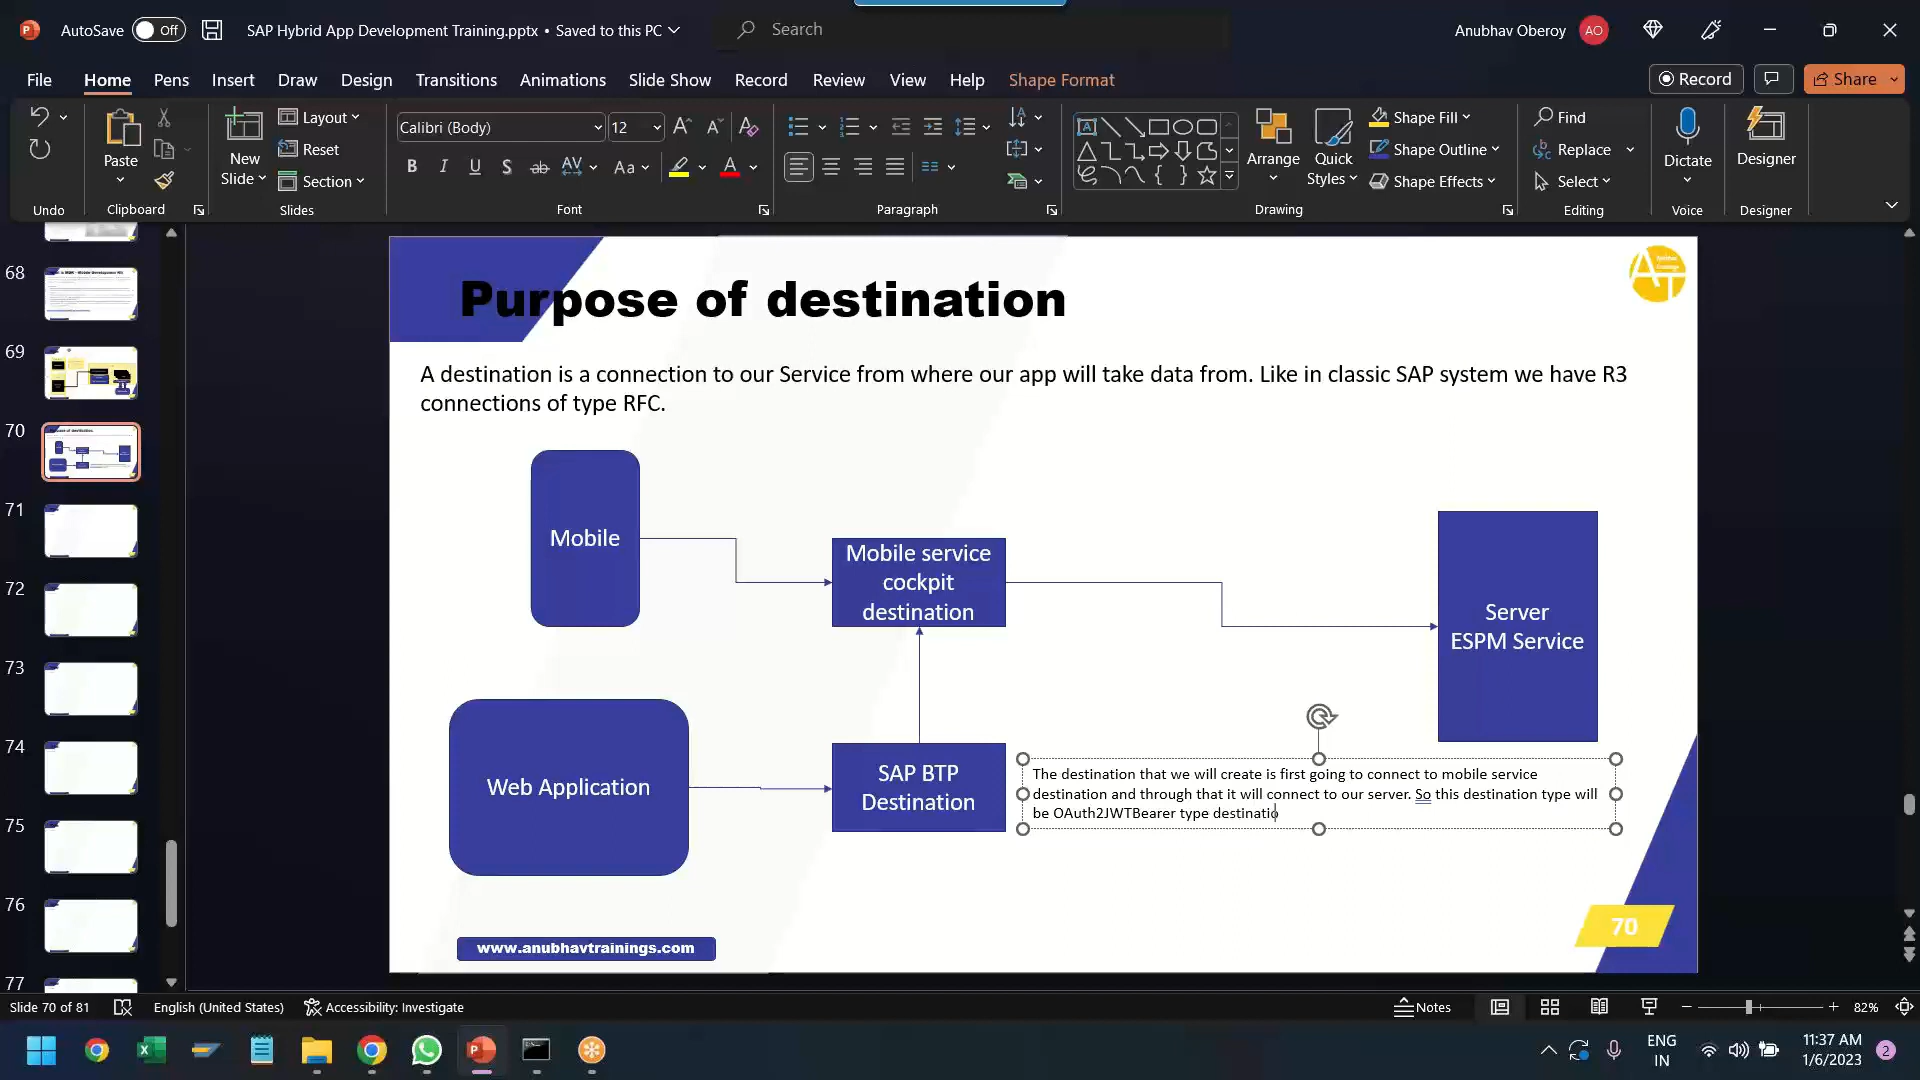 AutoSave
Off
SAP Hybrid App Development Training.pptx • Saved to this PC
Search
Anubhav Oberoy
AO
File
Home
Pens
Insert
Draw
Design
Transitions
Animations
Slide Show
Record
Review
View
Help
Shape Format
Record
Share
Paste
New
Slide
Layout
Reset
Section
Calibri (Body)
12
Arrange
Quick
Styles
Shape Fill
Shape Outline
Shape Effects
Find
Replace
Select
Dictate
Designer
Undo
Clipboard
Slides
Font
Paragraph
Drawing
Editing
Voice
Designer
68
69
70
71
72
73
74
75
76
77
Purpose of destination
A destination is a connection to our Service from where our app will take data from. Like in classic SAP system we have R3
connections of type RFC.
Mobile
Mobile service
cockpit
destination
Server
ESPM Service
Web Application
SAP BTP
Destination
The destination that we will create is first going to connect to mobile service
destination and through that it will connect to our server. So this destination type will
be OAuth2JWTBearer type destinatio
www.anubhavtrainings.com
70
Slide 70 of 81
English (United States)
Accessibility: Investigate
Notes
82%
ENG
IN
11:37 AM
1/6/2023
2